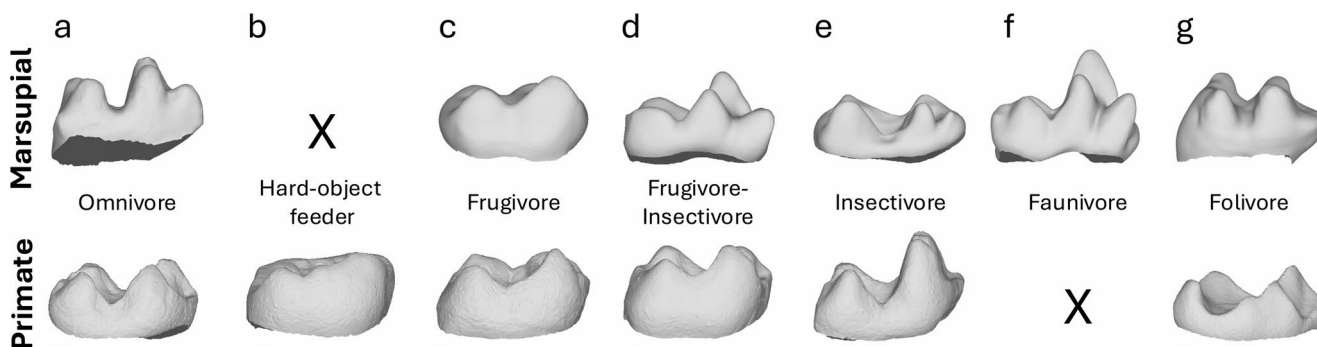 a b c d e f g
Marsupial
X
Omnivore
Hard-object
feeder
Frugivore
Frugivore-
Insectivore
Insectivore
Faunivore
Folivore
Primate
X